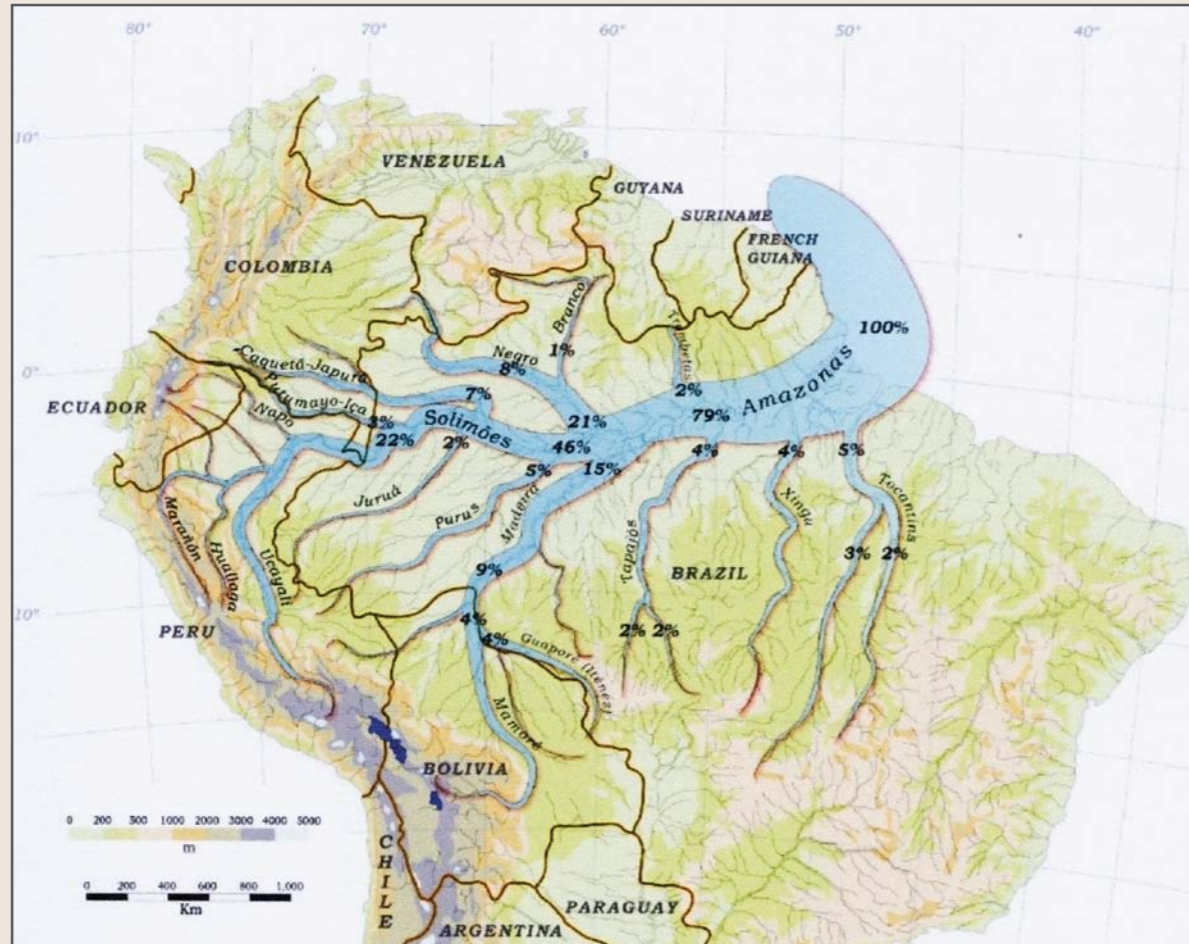 80°
70°
60°
50°
40°
10°
VENEZUELA
GUYANA
SURINAME
FRENCH
GUIANA
COLOMBIA
Branco
1%
Trombetas
100%
Negro
8%
0°
Caquetá-Japurá
7%
2%
Amazonas
79%
Putumayo-Iça
ECUADOR
Napo
3%
22%
Solimões
2%
21%
46%
4%
4%
5%
5%
15%
Juruá
Purus
Madeira
Tocantins
Xingu
Marañón
Huallaga
Ucayali
Tapajós
3%
2%
9%
BRAZIL
10°
PERU
4%
4%
2%
2%
Guaporé (Iténez)
Mamoré
BOLIVIA
0 200 500 1000 2000 3000 4000 5000
m
0 200 400 600 800 1,000
Km
CHILE
PARAGUAY
ARGENTINA